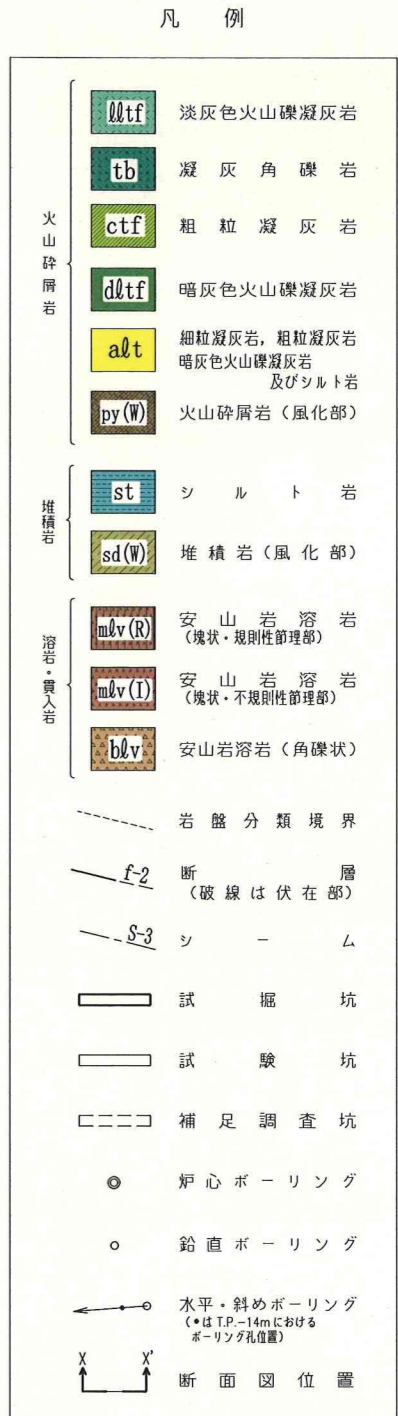 凡例
火山砕屑岩
lltf 淡灰色火山礫凝灰岩
tb 凝灰角礫岩
ctf 粗粒凝灰岩
dltf 暗灰色火山礫凝灰岩
alt 細粒凝灰岩，粗粒凝灰岩
暗灰色火山礫凝灰岩
及びシルト岩
py(W) 火山砕屑岩（風化部）
堆積岩
st シルト岩
sd(W) 堆積岩（風化部）
溶岩・貫入岩
mlv(R) 安山岩溶岩
（塊状・規則性節理部）
mlv(I) 安山岩溶岩
（塊状・不規則性節理部）
blv 安山岩溶岩（角礫状）
岩盤分類境界
f-2 断層
（破線は伏在部）
S-3 シーム
試掘坑
試験坑
補足調査坑
炉心ボーリング
鉛直ボーリング
水平・斜めボーリング
（●はT.P.-14mにおける
ボーリング孔位置）
X X' 断面図位置